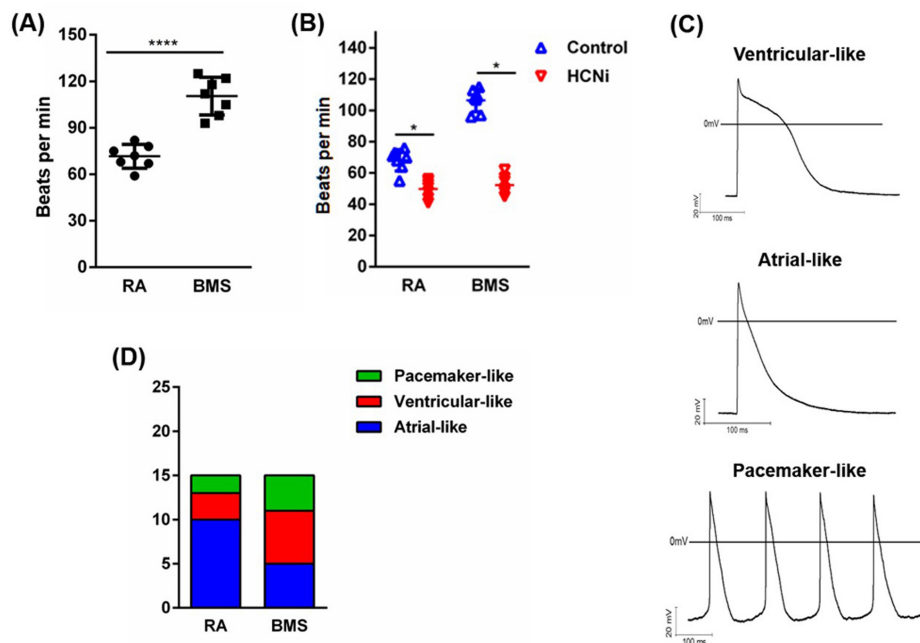 (A)
150
120
90
60
30
0
Beats per min
****
RA
BMS
(B)
140
120
100
80
60
40
20
0
Beats per min
*
*
RA
BMS
Control
HCNi
(C)
Ventricular-like
0mV
20 mV
100 ms
Atrial-like
0mV
20 mV
100 ms
Pacemaker-like
0mV
20 mV
100 ms
(D)
25
20
15
10
5
0
RA
BMS
Pacemaker-like
Ventricular-like
Atrial-like